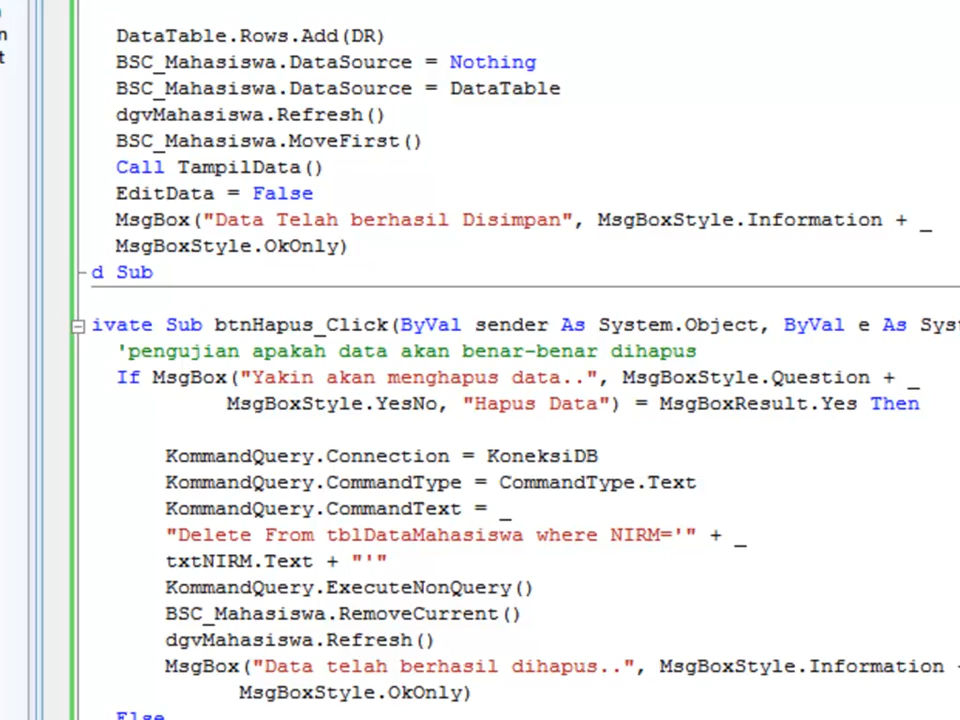 DataTable.Rows.Add(DR)
BSC_Mahasiswa.DataSource = Nothing
BSC_Mahasiswa.DataSource = DataTable
dgvMahasiswa.Refresh()
BSC_Mahasiswa.MoveFirst()
Call TampilData()
EditData = False
MsgBox("Data Telah berhasil Disimpan", MsgBoxStyle.Information + _
MsgBoxStyle.OkOnly)
d Sub
ivate Sub btnHapus_Click(ByVal sender As System.Object, ByVal e As Syst
'pengujian apakah data akan benar-benar dihapus
If MsgBox("Yakin akan menghapus data..", MsgBoxStyle.Question + _
MsgBoxStyle.YesNo, "Hapus Data") = MsgBoxResult.Yes Then
KommandQuery.Connection = KoneksiDB
KommandQuery.CommandType = CommandType.Text
KommandQuery.CommandText = _
"Delete From tblDataMahasiswa where NIRM='" + _
txtNIRM.Text + "'"
KommandQuery.ExecuteNonQuery()
BSC_Mahasiswa.RemoveCurrent()
dgvMahasiswa.Refresh()
MsgBox("Data telah berhasil dihapus..", MsgBoxStyle.Information +
MsgBoxStyle.OkOnly)
Else